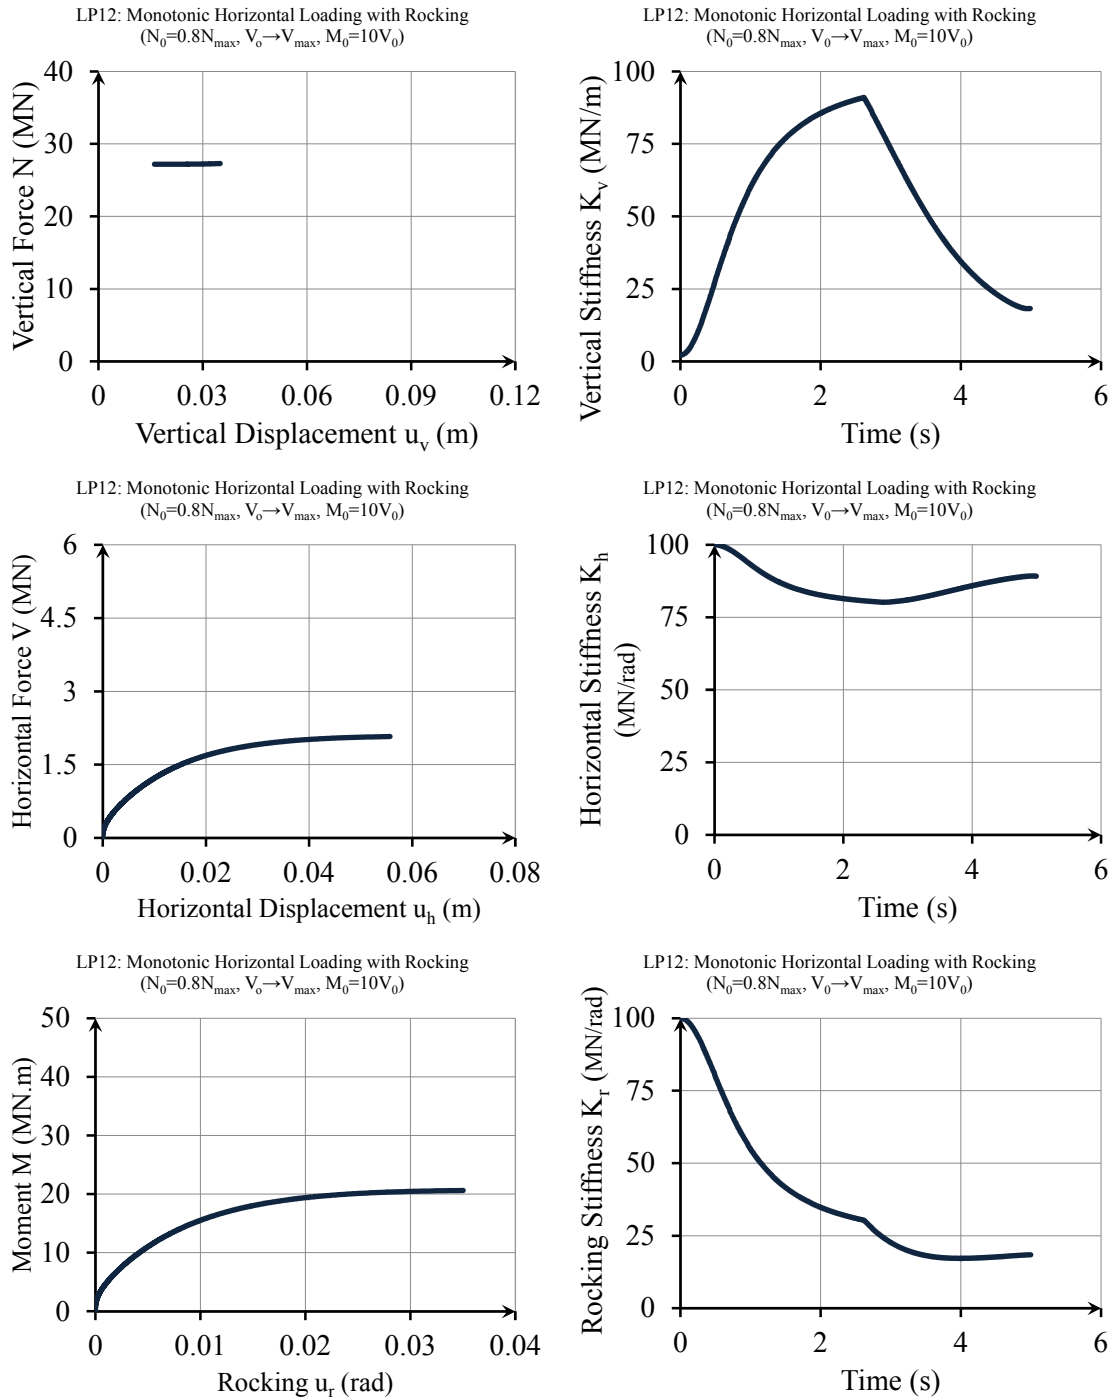 LP12: Monotonic Horizontal Loading with Rocking
(N₀=0.8Nₘₐₓ, Vₒ→Vₘₐₓ, M₀=10V₀)
Vertical Force N (MN)
40
30
20
10
0
0 0.03 0.06 0.09 0.12
Vertical Displacement uᵥ (m)
LP12: Monotonic Horizontal Loading with Rocking
(N₀=0.8Nₘₐₓ, V₀→Vₘₐₓ, M₀=10V₀)
Vertical Stiffness Kᵥ (MN/m)
100
75
50
25
0
0 2 4 6
Time (s)
LP12: Monotonic Horizontal Loading with Rocking
(N₀=0.8Nₘₐₓ, Vₒ→Vₘₐₓ, M₀=10V₀)
Horizontal Force V (MN)
6
4.5
3
1.5
0
0 0.02 0.04 0.06 0.08
Horizontal Displacement uₕ (m)
LP12: Monotonic Horizontal Loading with Rocking
(N₀=0.8Nₘₐₓ, V₀→Vₘₐₓ, M₀=10V₀)
Horizontal Stiffness Kₕ
(MN/rad)
100
75
50
25
0
0 2 4 6
Time (s)
LP12: Monotonic Horizontal Loading with Rocking
(N₀=0.8Nₘₐₓ, Vₒ→Vₘₐₓ, M₀=10V₀)
Moment M (MN.m)
50
40
30
20
10
0
0 0.01 0.02 0.03 0.04
Rocking uᵣ (rad)
LP12: Monotonic Horizontal Loading with Rocking
(N₀=0.8Nₘₐₓ, V₀→Vₘₐₓ, M₀=10V₀)
Rocking Stiffness Kᵣ (MN/rad)
100
75
50
25
0
0 2 4 6
Time (s)